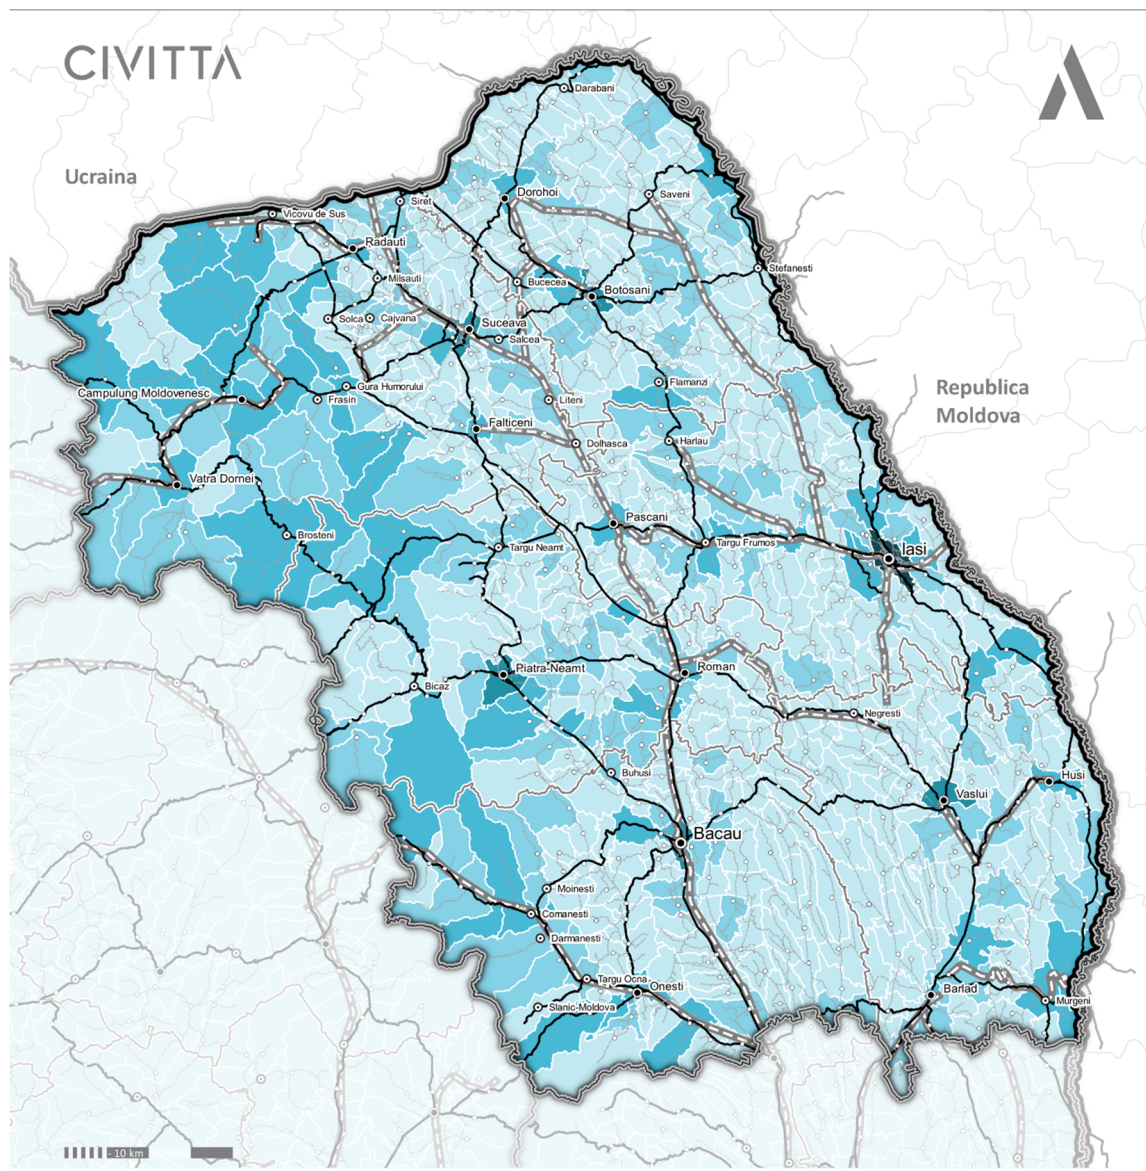 CIVITTA
Darabani
Ucraina
Dorohoi
Saveni
Siret
Vicovu de Sus
Radauti
Stefanesti
Milsauti
Bucecea
Botosani
Solca
Cajvana
Suceava
Salcea
Republica
Moldova
Flamanzi
Gura Humorului
Campulung Moldovenesc
Frasin
Liteni
Falticeni
Dolhasca
Harlau
Vatra Dornei
Pascani
Brosteni
Targu Neamt
Targu Frumos
Iasi
Piatra-Neamt
Roman
Bicaz
Negresti
Buhusi
Husi
Vaslui
Bacau
Moinesti
Comanesti
Darmanesti
Targu Ocna
Onesti
Barlad
Slanic-Moldova
Murgeni
- 10 km